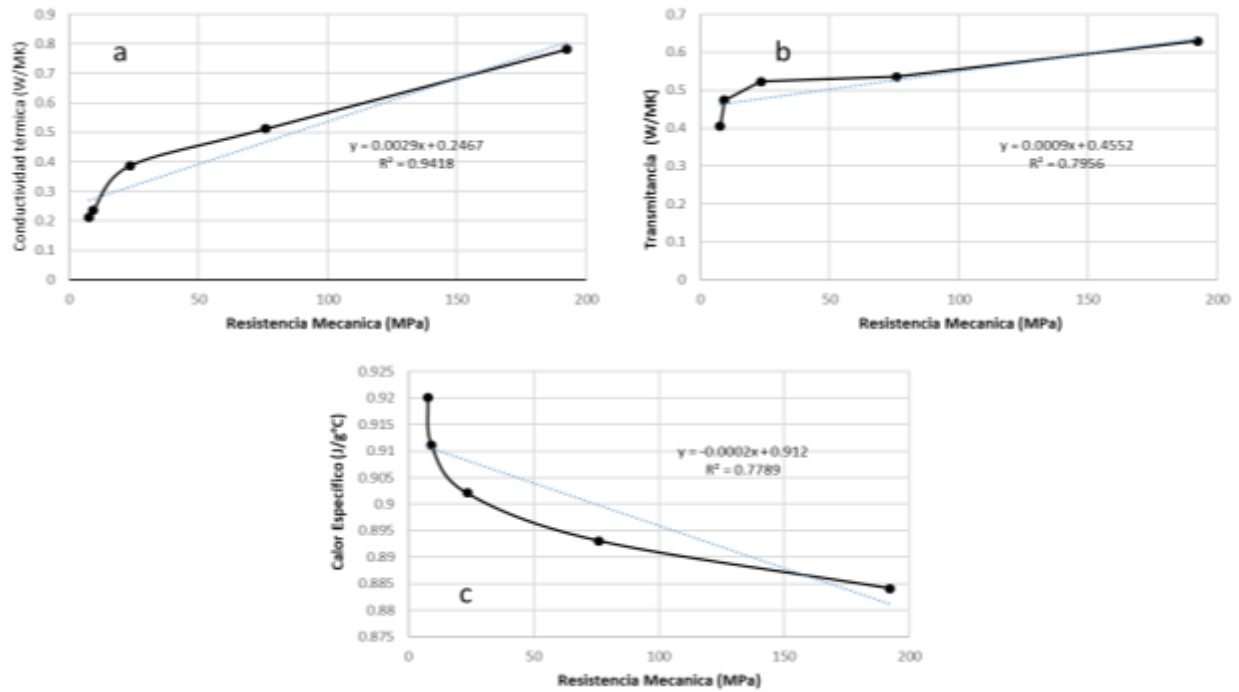 0.9
0.8
0.7
0.6
0.5
0.4
0.3
0.2
0.1
0
Conductividad térmica (W/MK)
a
y = 0.0029x + 0.2467
R² = 0.9418
0 50 100 150 200
Resistencia Mecanica (MPa)
0.7
0.6
0.5
0.4
0.3
0.2
0.1
0
Transmitancia (W/MK)
b
y = 0.0009x + 0.4552
R² = 0.7956
0 50 100 150 200
Resistencia Mecanica (MPa)
0.925
0.92
0.915
0.91
0.905
0.9
0.895
0.89
0.885
0.88
0.875
Calor Específico (J/g°C)
y = -0.0002x + 0.912
R² = 0.7789
c
0 50 100 150 200
Resistencia Mecanica (MPa)